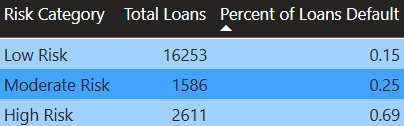 Risk Category Total Loans Percent of Loans Default
Low Risk 16253 0.15
Moderate Risk 1586 0.25
High Risk 2611 0.69